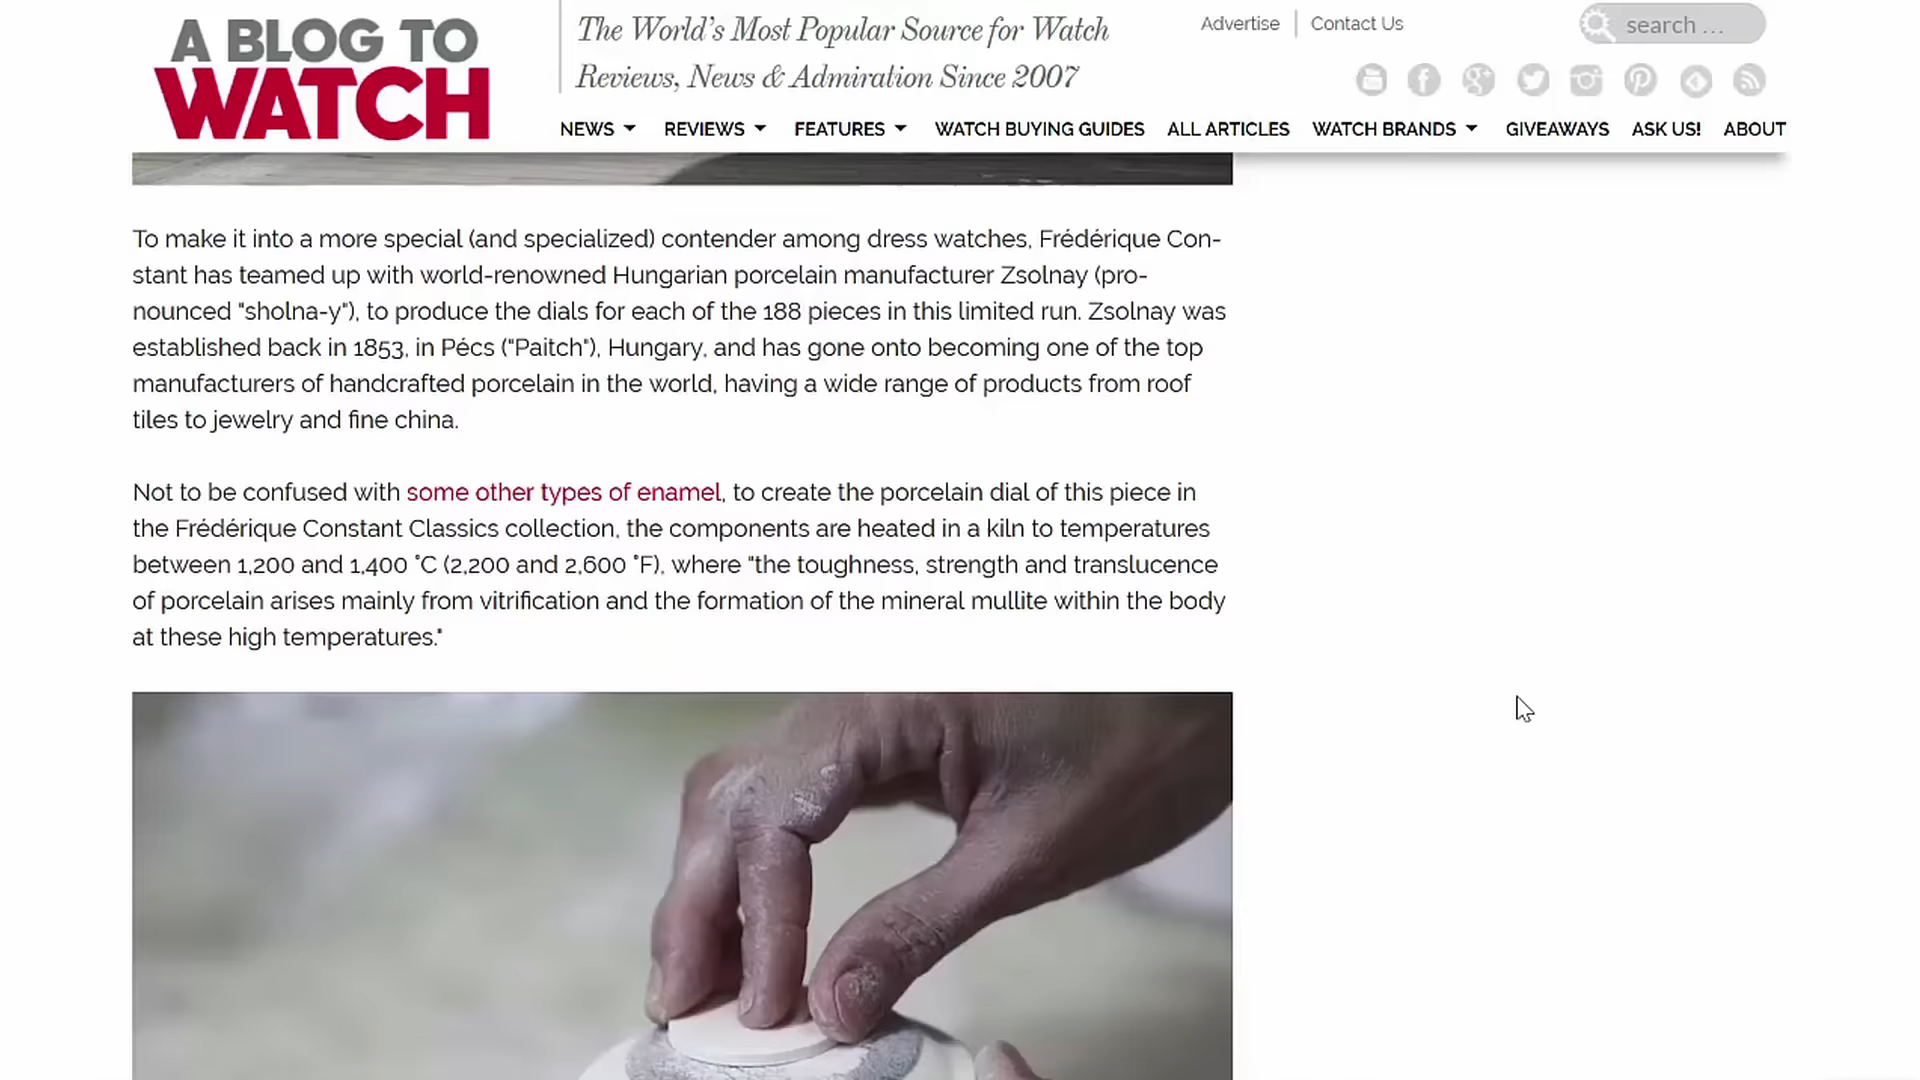 A BLOG TO
WATCH
The World's Most Popular Source for Watch
Reviews, News & Admiration Since 2007
Advertise
Contact Us
search ...
NEWS
REVIEWS
FEATURES
WATCH BUYING GUIDES
ALL ARTICLES
WATCH BRANDS
GIVEAWAYS
ASK US!
ABOUT
To make it into a more special (and specialized) contender among dress watches, Frédérique Con-
stant has teamed up with world-renowned Hungarian porcelain manufacturer Zsolnay (pro-
nounced "sholna-y"), to produce the dials for each of the 188 pieces in this limited run. Zsolnay was
established back in 1853, in Pécs ("Paitch"), Hungary, and has gone onto becoming one of the top
manufacturers of handcrafted porcelain in the world, having a wide range of products from roof
tiles to jewelry and fine china.
Not to be confused with some other types of enamel, to create the porcelain dial of this piece in
the Frédérique Constant Classics collection, the components are heated in a kiln to temperatures
between 1,200 and 1,400 °C (2,200 and 2,600 °F), where "the toughness, strength and translucence
of porcelain arises mainly from vitrification and the formation of the mineral mullite within the body
at these high temperatures."